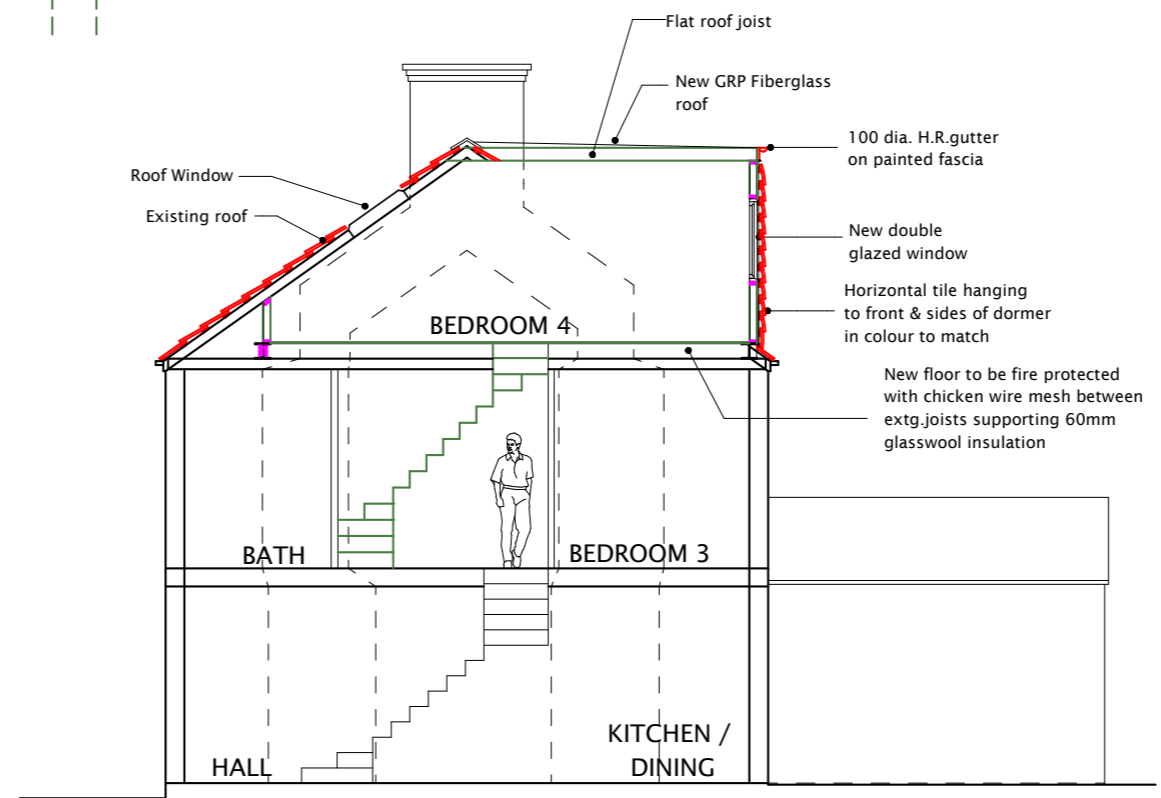 Flat roof joist
New GRP Fiberglass
roof
100 dia. H.R.gutter
on painted fascia
Roof Window
Existing roof
New double
glazed window
Horizontal tile hanging
to front & sides of dormer
in colour to match
BEDROOM 4
New floor to be fire protected
with chicken wire mesh between
extg.joists supporting 60mm
glasswool insulation
BATH
BEDROOM 3
KITCHEN /
DINING
HALL